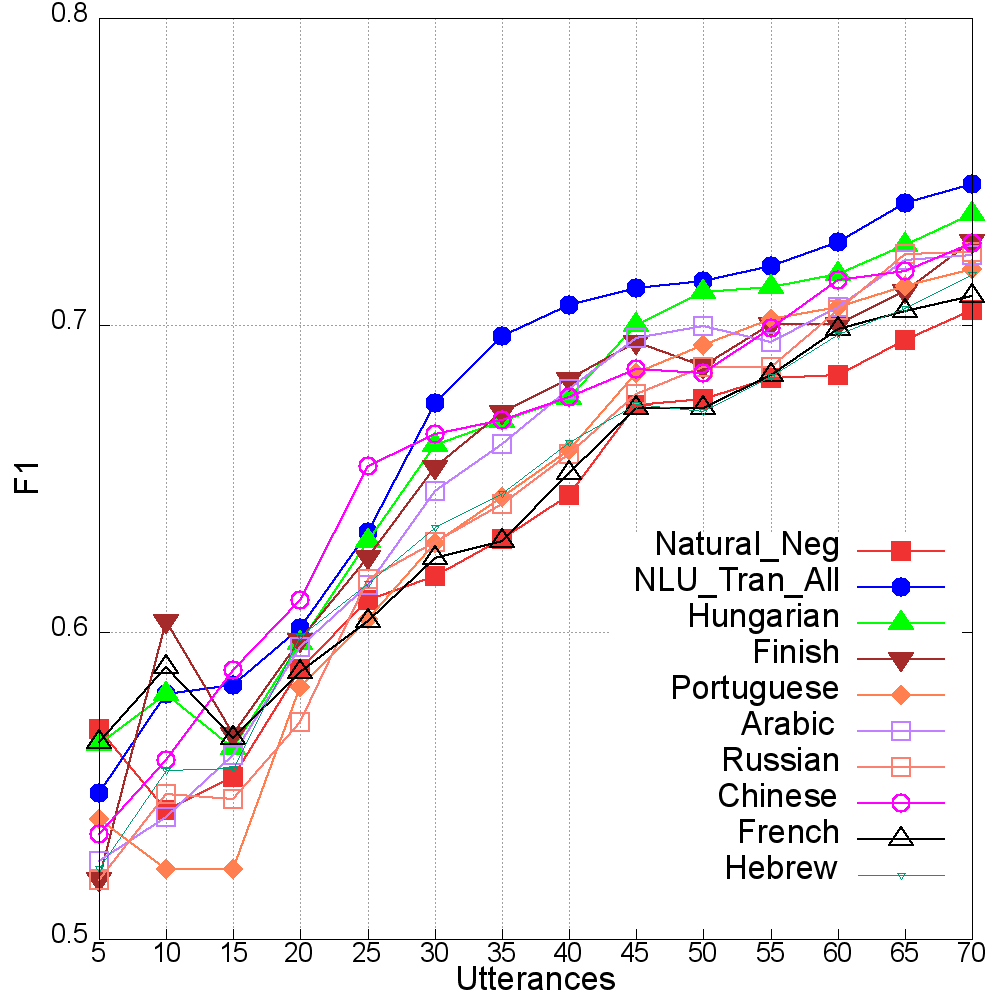 0.8
0.7
0.6
0.5
F1
5 10 15 20 25 30 35 40 45 50 55 60 65 70
Utterances
Natural_Neg
NLU_Tran_All
Hungarian
Finish
Portuguese
Arabic
Russian
Chinese
French
Hebrew